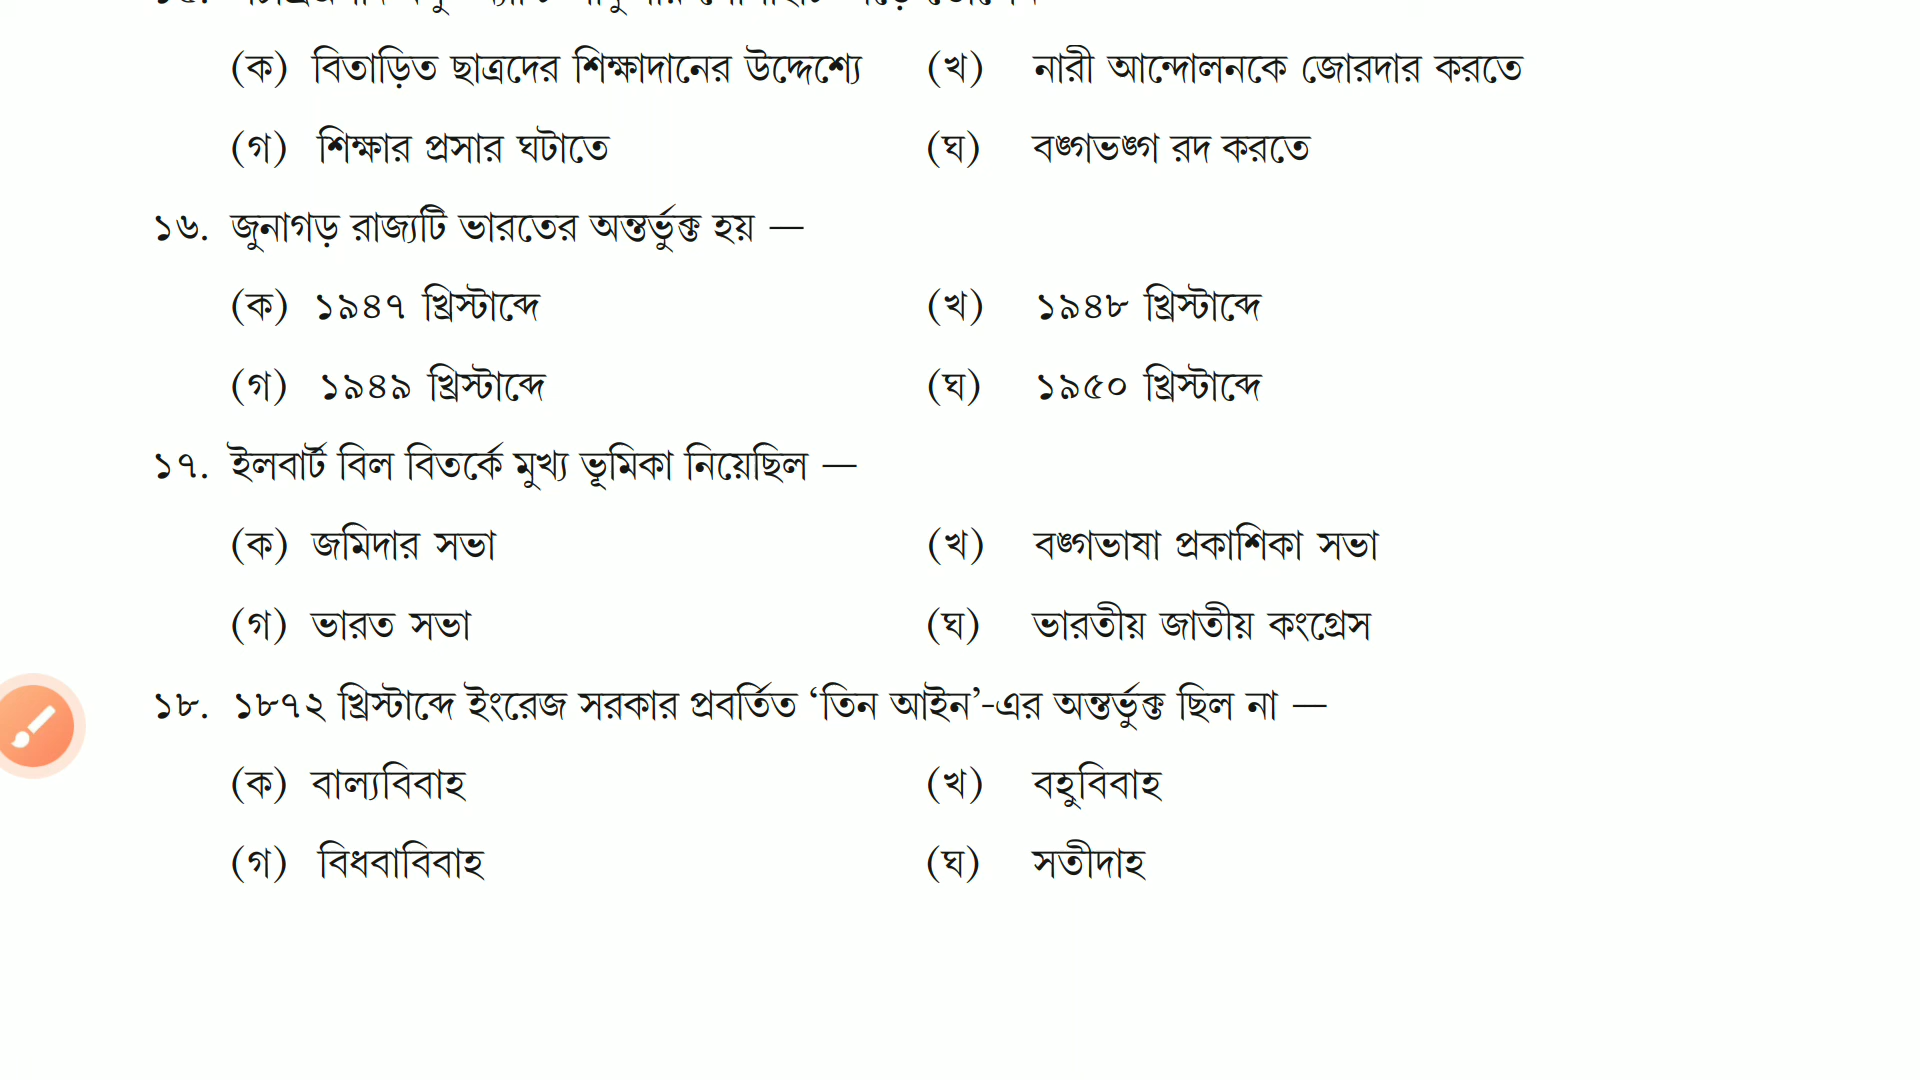 (ক) বিতাড়িত ছাত্রদের শিক্ষাদানের উদ্দেশ্যে (খ) নারী আন্দোলনকে জোরদার করতে
(গ) শিক্ষার প্রসার ঘটাতে (ঘ) বঙ্গভঙ্গ রদ করতে
১৬. জুনাগড় রাজ্যটি ভারতের অন্তর্ভুক্ত হয় —
(ক) ১৯৪৭ খ্রিস্টাব্দে (খ) ১৯৪৮ খ্রিস্টাব্দে
(গ) ১৯৪৯ খ্রিস্টাব্দে (ঘ) ১৯৫০ খ্রিস্টাব্দে
১৭. ইলবার্ট বিল বিতর্কে মুখ্য ভূমিকা নিয়েছিল —
(ক) জমিদার সভা (খ) বঙ্গভাষা প্রকাশিকা সভা
(গ) ভারত সভা (ঘ) ভারতীয় জাতীয় কংগ্রেস
১৮. ১৮৭২ খ্রিস্টাব্দে ইংরেজ সরকার প্রবর্তিত ‘তিন আইন’-এর অন্তর্ভুক্ত ছিল না —
(ক) বাল্যবিবাহ (খ) বহুবিবাহ
(গ) বিধবাবিবাহ (ঘ) সতীদাহ